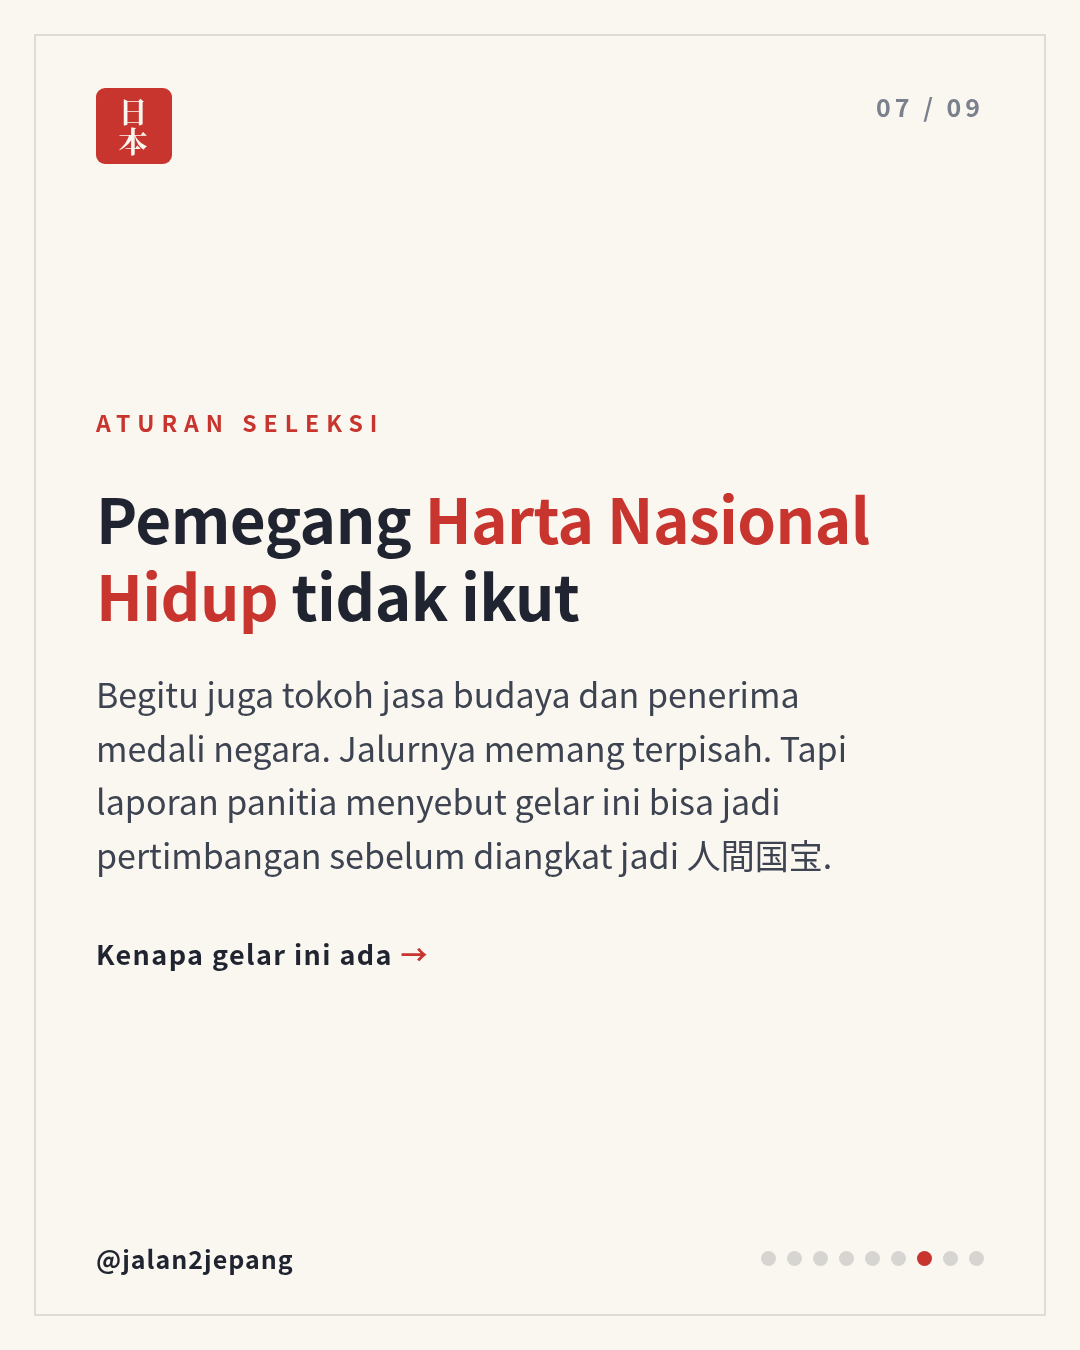 日
本
07 / 09
ATURAN SELEKSI
Pemegang Harta Nasional
Hidup tidak ikut
Begitu juga tokoh jasa budaya dan penerima
medali negara. Jalurnya memang terpisah. Tapi
laporan panitia menyebut gelar ini bisa jadi
pertimbangan sebelum diangkat jadi 人間国宝.
Kenapa gelar ini ada →
@jalan2jepang